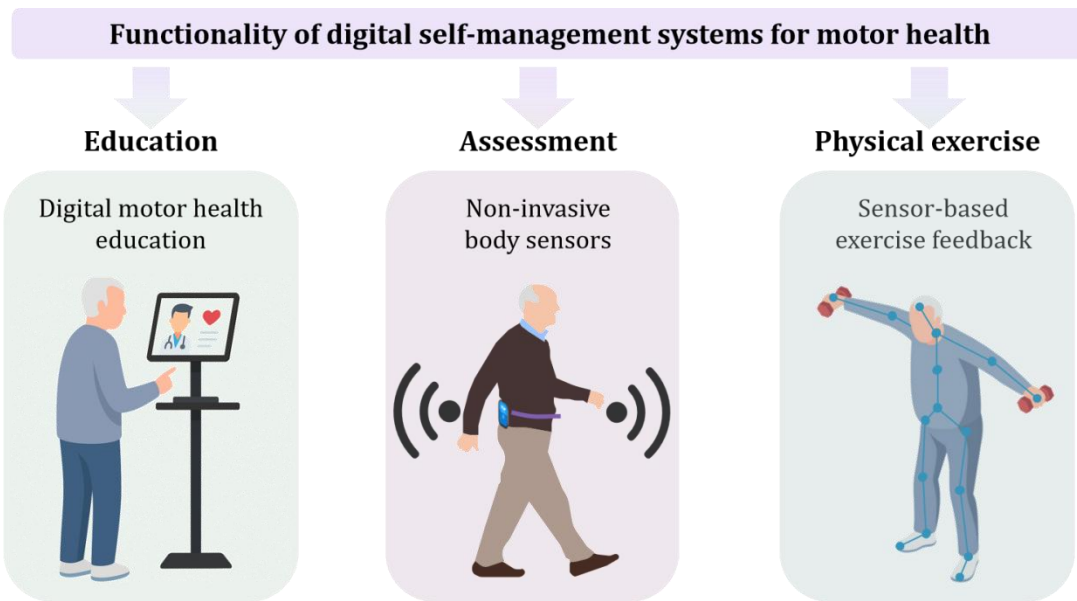 Functionality of digital self-management systems for motor health
Education
Digital motor health
education
Assessment
Non-invasive
body sensors
Physical exercise
Sensor-based
exercise feedback